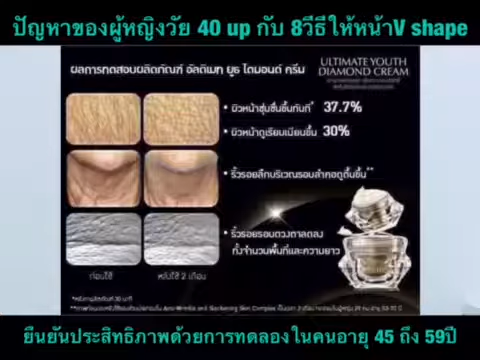 ปัญหาของผู้หญิงวัย 40 up กับ 8วีธีให้หน้าV shape
ผลการทดสอบผลิตภัณฑ์ อัลติเมท ยูธ ไดมอนด์ ครีม
ULTIMATE YOUTH
DIAMOND CREAM
• ผิวหน้าชุ่มชื่นขึ้นทันที* 37.7%
• ผิวหน้าดูเรียบเนียนขึ้น 30%
• ริ้วรอยลึกบริเวณรอบลำคอดูตื้นขึ้น**
• ริ้วรอยรอบดวงตาลดลง
ทั้งจำนวนพื้นที่และความยาว
ก่อนใช้
หลังใช้ 2 เดือน
ยืนยันประสิทธิภาพด้วยการทดลองในคนอายุ 45 ถึง 59ปี